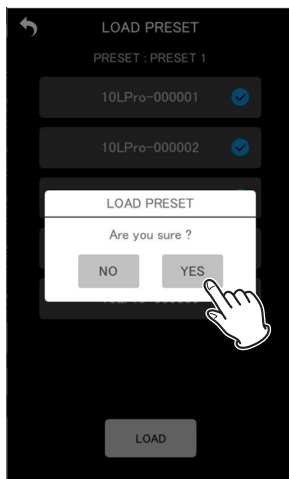 LOAD PRESET
PRESET : PRESET 1
10LPro-000001
10LPro-000002
LOAD PRESET
Are you sure ?
NO YES
LOAD